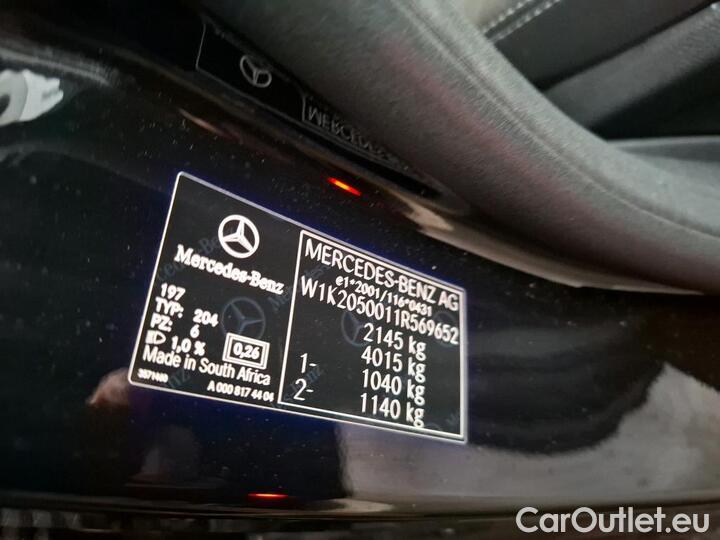 MERCEDES
Mercedes-Benz
197
TYP: 204
PZ: 6
1,0 % 0,26
Made in South Africa
3571460
A 000 817 44 04
MERCEDES-BENZ AG
e1*2001/116*0431
W1K2050011R569652
2145 kg
4015 kg
1- 1040 kg
2- 1140 kg
CarOutlet.eu